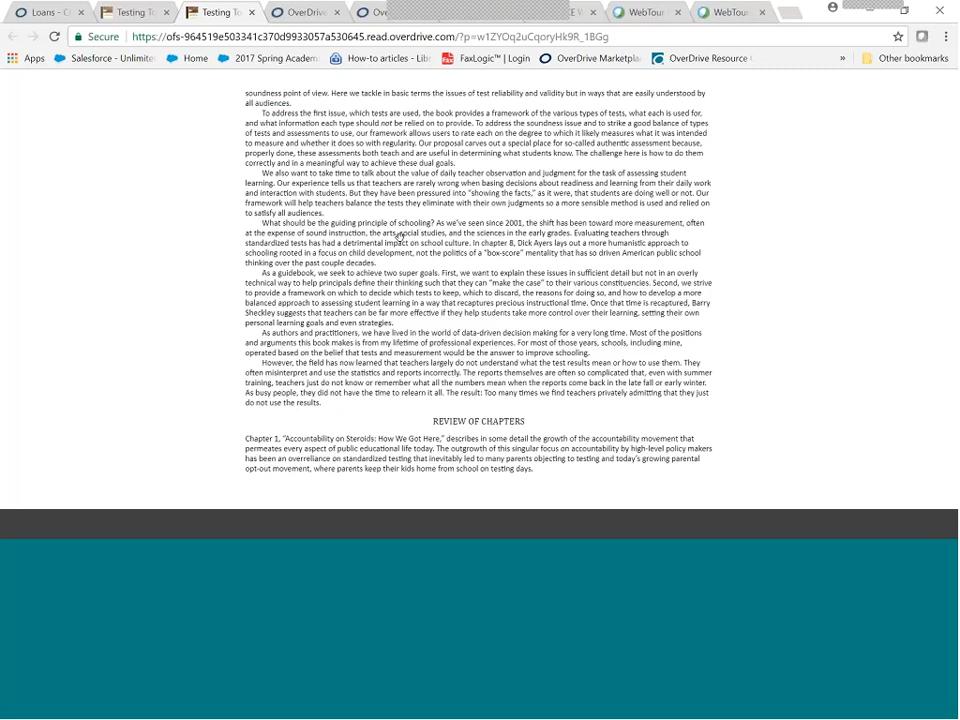 Loans - C
Testing To
Testing To
OverDrive
Ove
E W
WebTour
WebTour
Secure
https://ofs-964519e503341c370d9933057a530645.read.overdrive.com/?p=w1ZYOq2uCqoryHk9R_1BGg
Apps
Salesforce - Unlimite
Home
2017 Spring Academ
How-to articles - Lib
FaxLogic™ | Login
OverDrive Marketpla
OverDrive Resource
»
Other bookmarks
soundness point of view. Here we tackle in basic terms the issues of test reliability and validity but in ways that are easily understood by
all audiences.
To address the first issue, which tests are used, the book provides a framework of the various types of tests, what each is used for,
and what information each type should not be relied on to provide. To address the soundness issue and to strike a good balance of types
of tests and assessments to use, our framework allows users to rate each on the degree to which it likely measures what it was intended
to measure and whether it does so with regularity. Our proposal carves out a special place for so-called authentic assessment because,
properly done, these assessments both teach and are useful in determining what students know. The challenge here is how to do them
correctly and in a meaningful way to achieve these dual goals.
We also want to take time to talk about the value of daily teacher observation and judgment for the task of assessing student
learning. Our experience tells us that teachers are rarely wrong when basing decisions about readiness and learning from their daily work
and interaction with students. But they have been pressured into “showing the facts,” as it were, that students are doing well or not. Our
framework will help teachers balance the tests they eliminate with their own judgments so a more sensible method is used and relied on
to satisfy all audiences.
What should be the guiding principle of schooling? As we've seen since 2001, the shift has been toward more measurement, often
at the expense of sound instruction, the arts, social studies, and the sciences in the early grades. Evaluating teachers through
standardized tests has had a detrimental impact on school culture. In chapter 8, Dick Ayers lays out a more humanistic approach to
schooling rooted in a focus on child development, not the politics of a “box-score” mentality that has so driven American public school
thinking over the past couple decades.
As a guidebook, we seek to achieve two super goals. First, we want to explain these issues in sufficient detail but not in an overly
technical way to help principals define their thinking such that they can “make the case” to their various constituencies. Second, we strive
to provide a framework on which to decide which tests to keep, which to discard, the reasons for doing so, and how to develop a more
balanced approach to assessing student learning in a way that recaptures precious instructional time. Once that time is recaptured, Barry
Sheckley suggests that teachers can be far more effective if they help students take more control over their learning, setting their own
personal learning goals and even strategies.
As authors and practitioners, we have lived in the world of data-driven decision making for a very long time. Most of the positions
and arguments this book makes is from my lifetime of professional experiences. For most of those years, schools, including mine,
operated based on the belief that tests and measurement would be the answer to improve schooling.
However, the field has now learned that teachers largely do not understand what the test results mean or how to use them. They
often misinterpret and use the statistics and reports incorrectly. The reports themselves are often so complicated that, even with summer
training, teachers just do not know or remember what all the numbers mean when the reports come back in the late fall or early winter.
As busy people, they did not have the time to relearn it all. The result: Too many times we find teachers privately admitting that they just
do not use the results.
REVIEW OF CHAPTERS
Chapter 1, “Accountability on Steroids: How We Got Here,” describes in some detail the growth of the accountability movement that
permeates every aspect of public educational life today. The outgrowth of this singular focus on accountability by high-level policy makers
has been an overreliance on standardized testing that inevitably led to many parents objecting to testing and today's growing parental
opt-out movement, where parents keep their kids home from school on testing days.